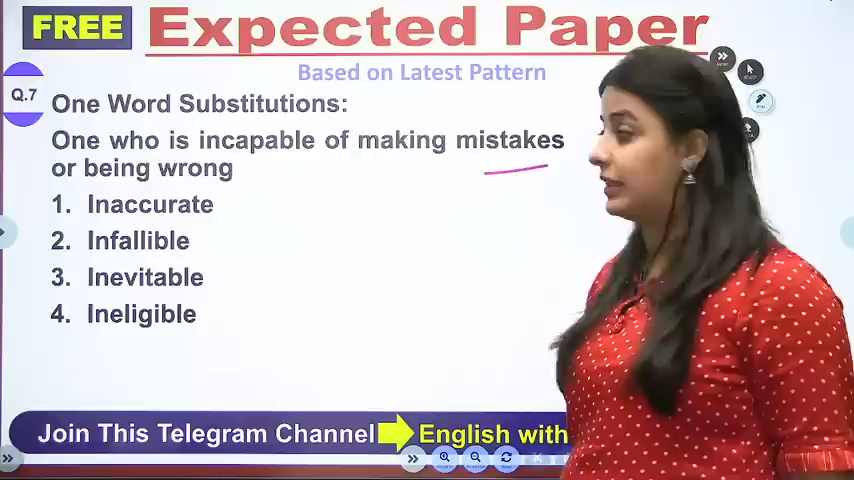 FREE
Expected Paper
Based on Latest Pattern
Q.7
One Word Substitutions:
One who is incapable of making mistakes
or being wrong
1. Inaccurate
2. Infallible
3. Inevitable
4. Ineligible
Join This Telegram Channel
English with